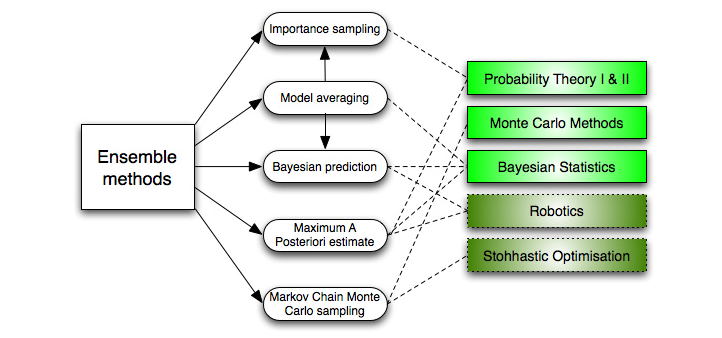 Ensemble
methods
Importance sampling
Model averaging
Bayesian prediction
Maximum A
Posteriori estimate
Markov Chain Monte
Carlo sampling
Probability Theory I & II
Monte Carlo Methods
Bayesian Statistics
Robotics
Stohhastic Optimisation